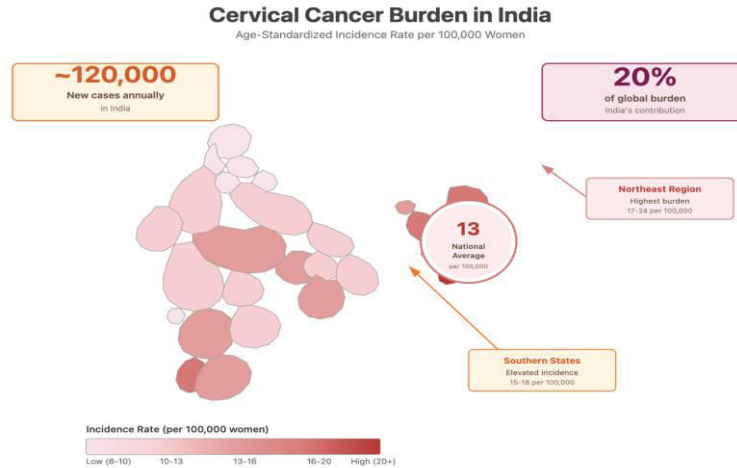 Cervical Cancer Burden in India
Age-Standardized Incidence Rate per 100,000 Women
~120,000
New cases annually
in India
20%
of global burden
India's contribution
Northeast Region
Highest burden
17-24 per 100,000
13
National
Average
per 100,000
Southern States
Elevated incidence
15-18 per 100,000
Incidence Rate (per 100,000 women)
Low (8-10) 10-13 13-16 16-20 High (20+)